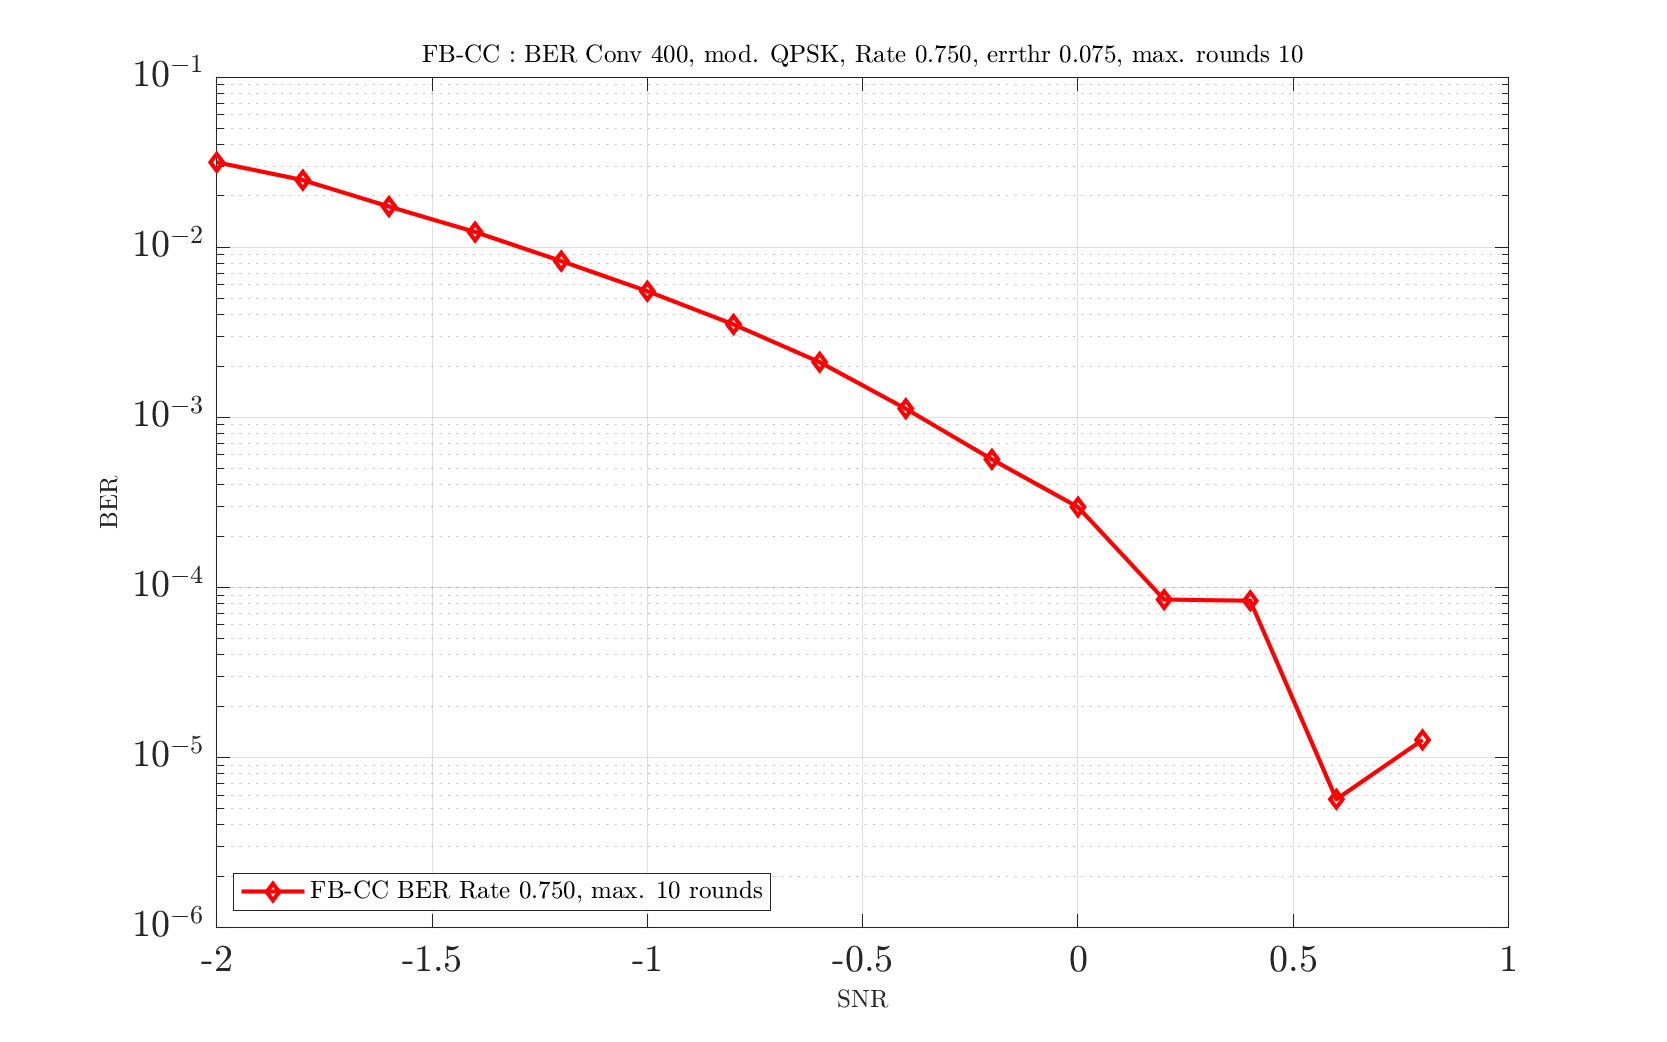 FB-CC : BER Conv 400, mod. QPSK, Rate 0.750, errthr 0.075, max. rounds 10
10^{-1}
10^{-2}
10^{-3}
10^{-4}
10^{-5}
10^{-6}
BER
FB-CC BER Rate 0.750, max. 10 rounds
-2 -1.5 -1 -0.5 0 0.5 1
SNR